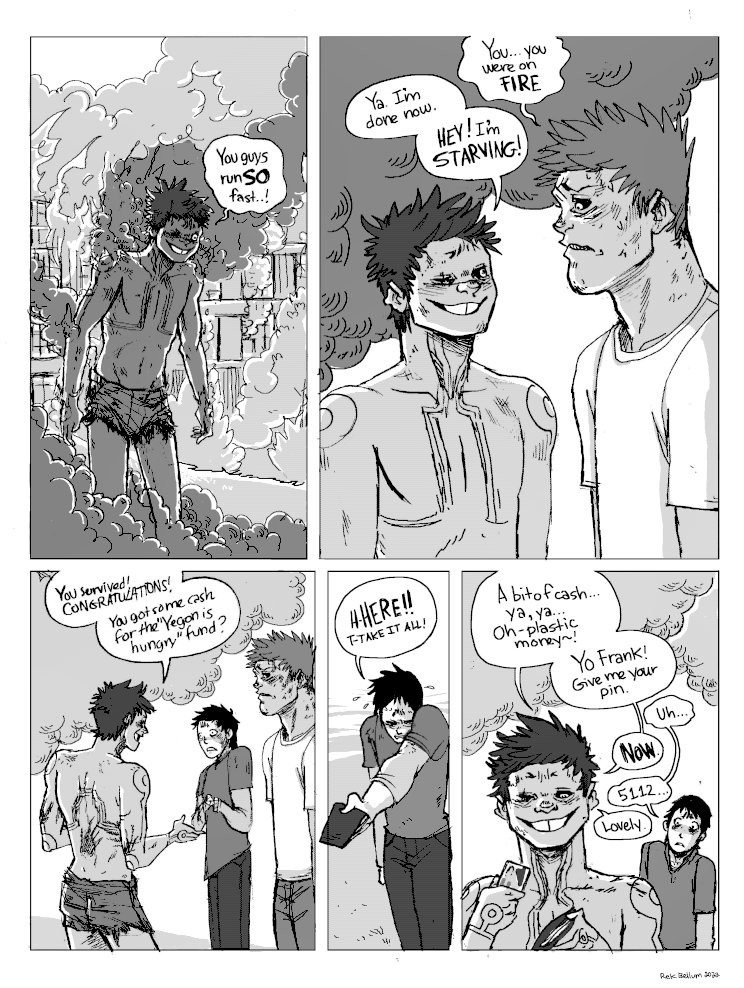 You guys
run SO
fast..!
You... you
were on
FIRE
Ya. I'm
done now.
HEY! I'm
STARVING!
You survived!
CONGRATULATIONS!
You got some cash
for the "Yegon is
hungry" fund?
H-HERE!!
T-TAKE IT ALL!
A bit of cash...
ya, ya...
Oh-plastic
money~!
Yo Frank!
Give me your
pin.
Uh...
NOW.
5112...
Lovely.
Rek Bellum 2022